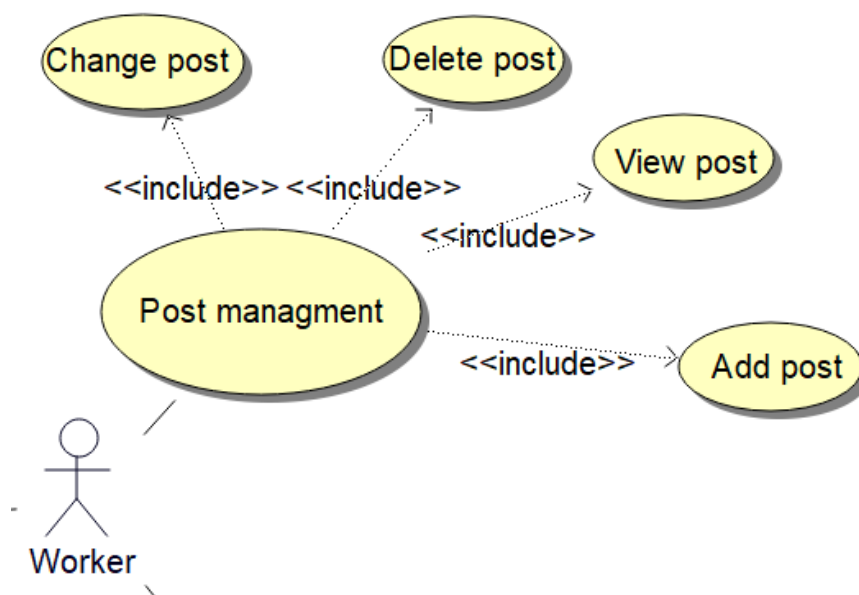 Change post
Delete post
View post
<<include>>
<<include>>
<<include>>
Post managment
<<include>>
Add post
Worker